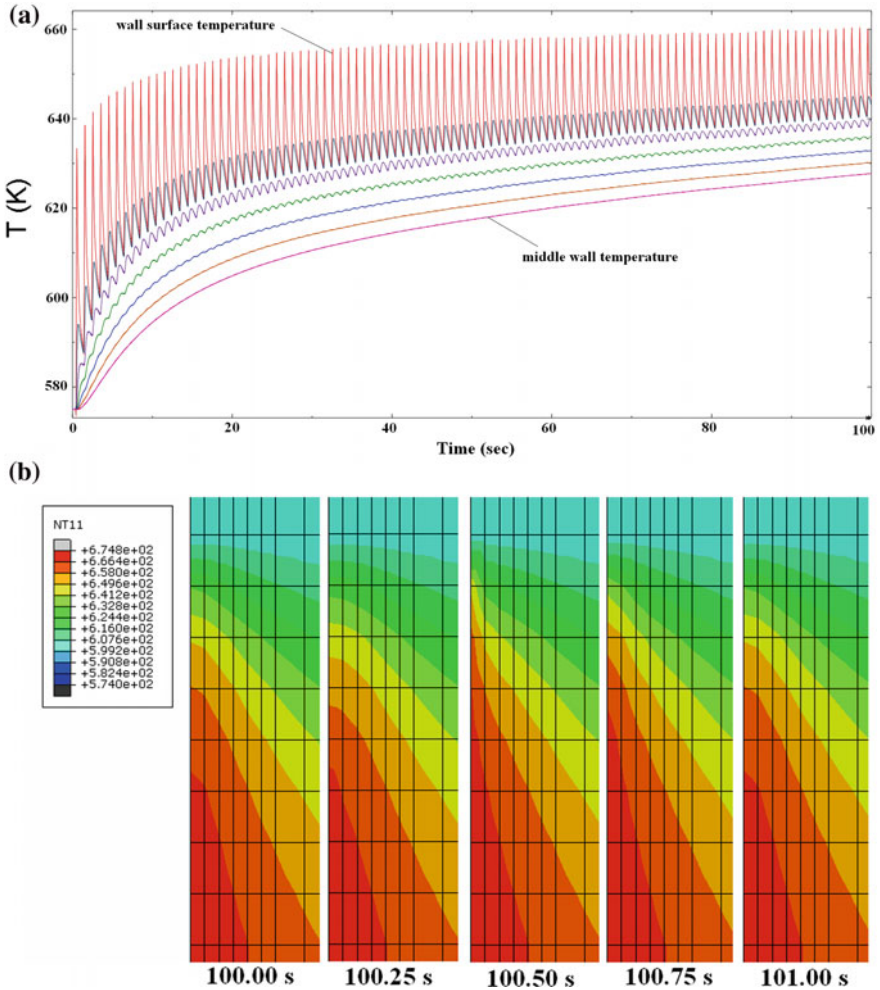 (a)
660
640
620
600
580
T (K)
wall surface temperature
middle wall temperature
0
20
40
60
80
100
Time (sec)
(b)
NT11
+6.748e+02
+6.664e+02
+6.580e+02
+6.496e+02
+6.412e+02
+6.328e+02
+6.244e+02
+6.160e+02
+6.076e+02
+5.992e+02
+5.908e+02
+5.824e+02
+5.740e+02
100.00 s
100.25 s
100.50 s
100.75 s
101.00 s